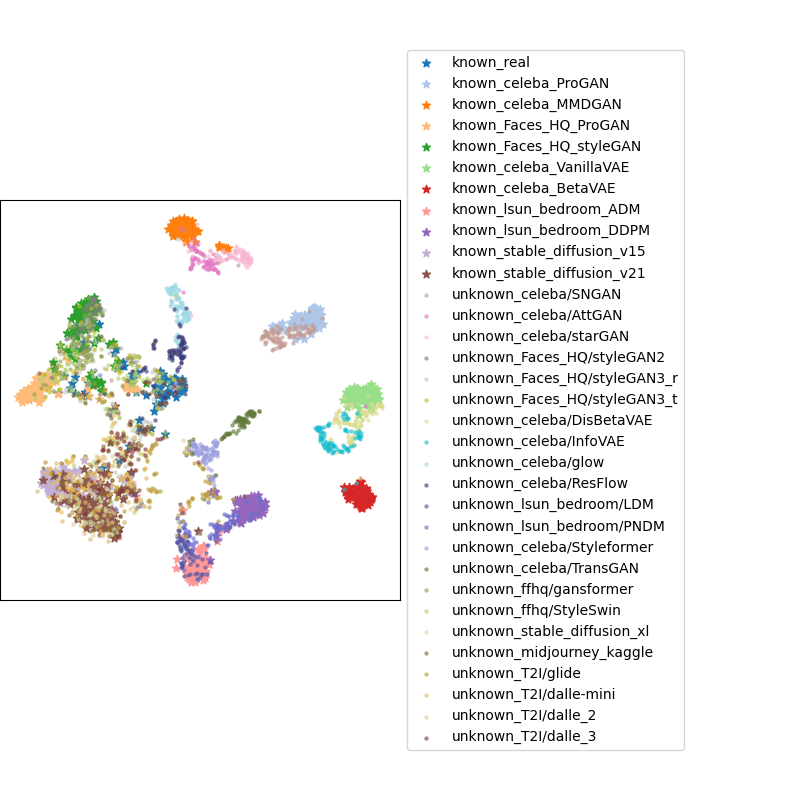 known_real
known_celeba_ProGAN
known_celeba_MMDGAN
known_Faces_HQ_ProGAN
known_Faces_HQ_styleGAN
known_celeba_VanillaVAE
known_celeba_BetaVAE
known_lsun_bedroom_ADM
known_lsun_bedroom_DDPM
known_stable_diffusion_v15
known_stable_diffusion_v21
unknown_celeba/SNGAN
unknown_celeba/AttGAN
unknown_celeba/starGAN
unknown_Faces_HQ/styleGAN2
unknown_Faces_HQ/styleGAN3_r
unknown_Faces_HQ/styleGAN3_t
unknown_celeba/DisBetaVAE
unknown_celeba/InfoVAE
unknown_celeba/glow
unknown_celeba/ResFlow
unknown_lsun_bedroom/LDM
unknown_lsun_bedroom/PNDM
unknown_celeba/Styleformer
unknown_celeba/TransGAN
unknown_ffhq/gansformer
unknown_ffhq/StyleSwin
unknown_stable_diffusion_xl
unknown_midjourney_kaggle
unknown_T2I/glide
unknown_T2I/dalle-mini
unknown_T2I/dalle_2
unknown_T2I/dalle_3